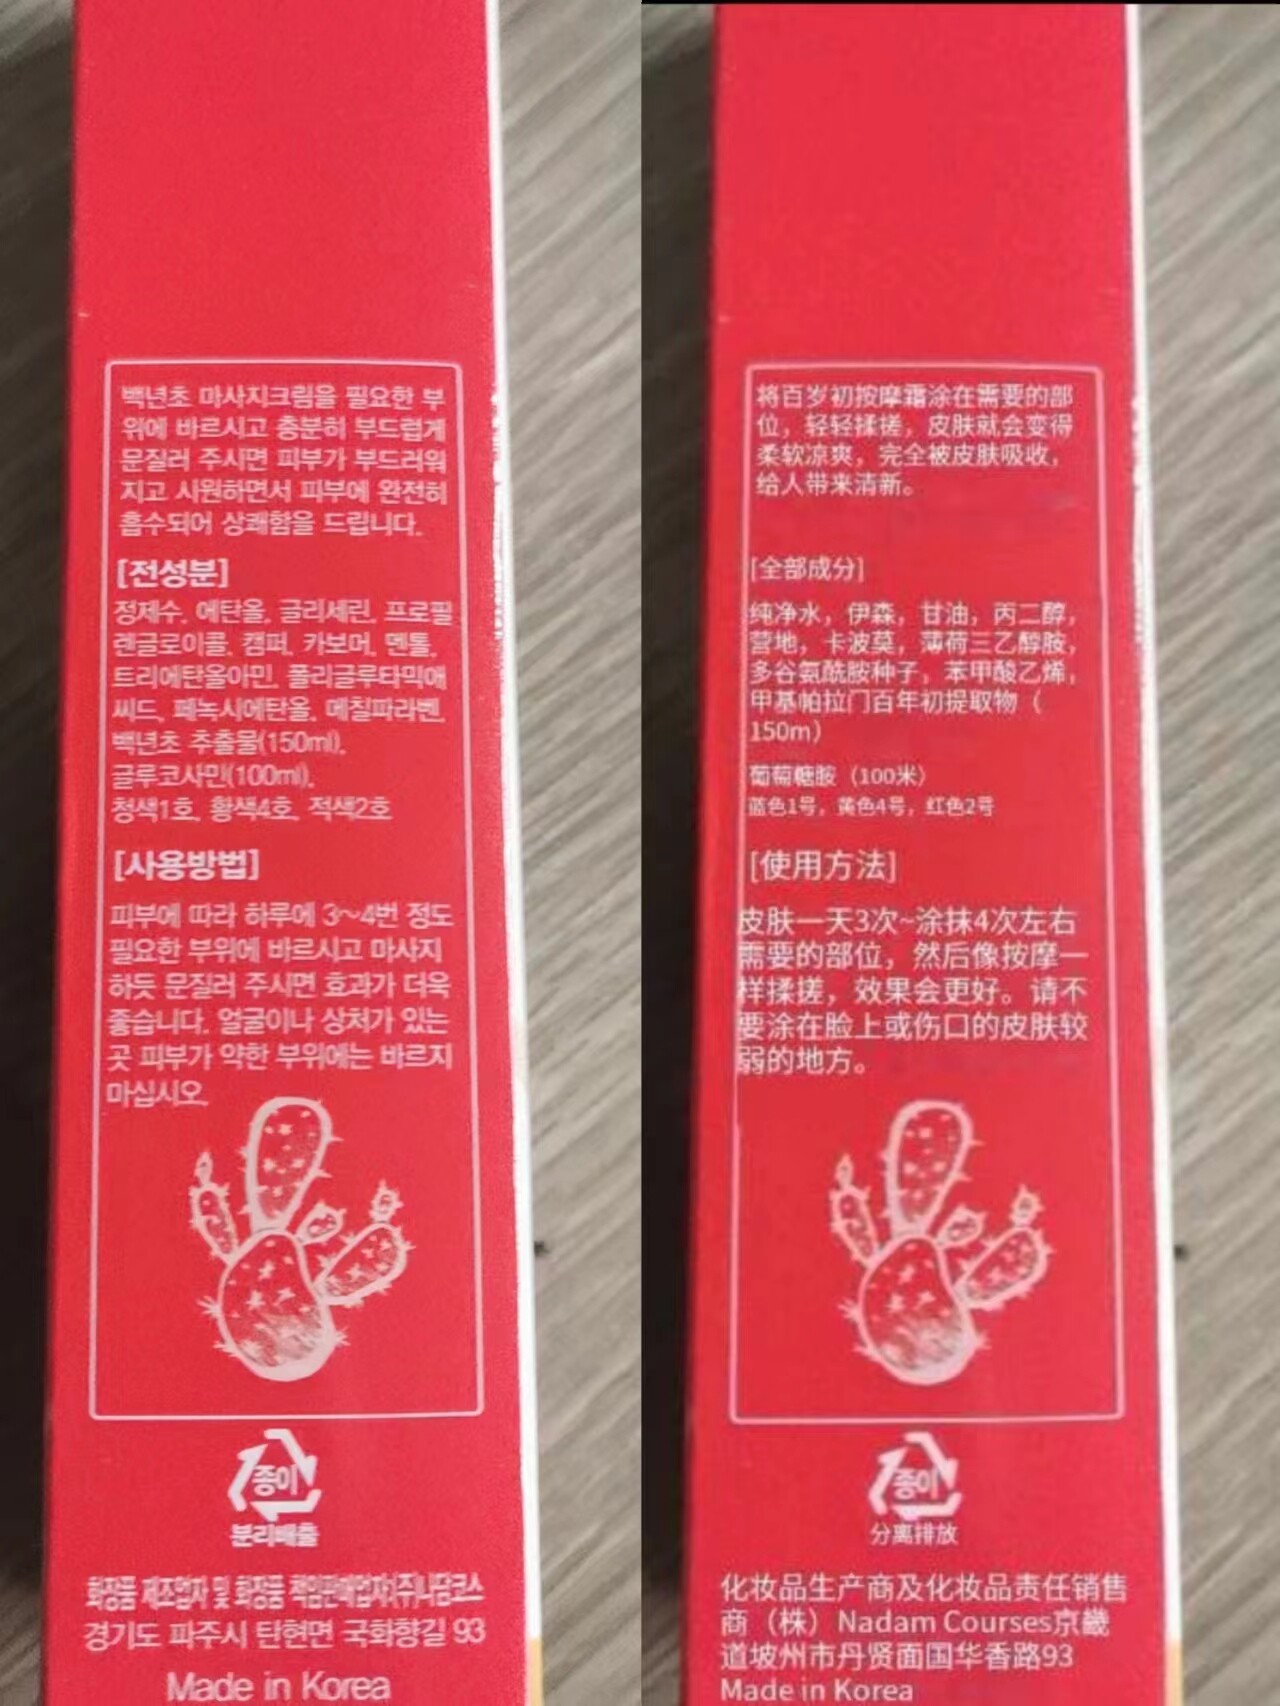 백년초 마사지크림을 필요한 부
위에 바르시고 충분히 부드럽게
문질러 주시면 피부가 부드러워
지고 시원하면서 피부에 완전히
흡수되어 상쾌함을 드립니다.
[전성분]
정제수, 에탄올, 글리세린, 프로필
렌글로이콜, 캠퍼, 카보머, 멘톨,
트리에탄올아민, 폴리글루타믹애
씨드, 페녹시에탄올, 메칠파라벤,
백년초 추출물(150ml),
글루코사민(100ml),
청색1호, 황색4호, 적색2호
[사용방법]
피부에 따라 하루에 3~4번 정도
필요한 부위에 바르시고 마사지
하듯 문질러 주시면 효과가 더욱
좋습니다. 얼굴이나 상처가 있는
곳 피부가 약한 부위에는 바르지
마십시오.
종이
분리배출
화장품 제조업자 및 화장품 책임판매업자:(주)나담코스
경기도 파주시 탄현면 국화향길 93
Made in Korea
将百岁初按摩霜涂在需要的部
位，轻轻揉搓，皮肤就会变得
柔软凉爽，完全被皮肤吸收，
给人带来清新。
[全部成分]
纯净水，伊森，甘油，丙二醇，
营地，卡波莫，薄荷三乙醇胺，
多谷氨酰胺种子，苯甲酸乙烯，
甲基帕拉门百年初提取物（
150m）
葡萄糖胺（100米）
蓝色1号，黄色4号，红色2号
[使用方法]
皮肤一天3次~涂抹4次左右
需要的部位，然后像按摩一
样揉搓，效果会更好。请不
要涂在脸上或伤口的皮肤较
弱的地方。
종이
分离排放
化妆品生产商及化妆品责任销售
商（株）Nadam Courses京畿
道坡州市丹贤面国华香路93
Made in Korea